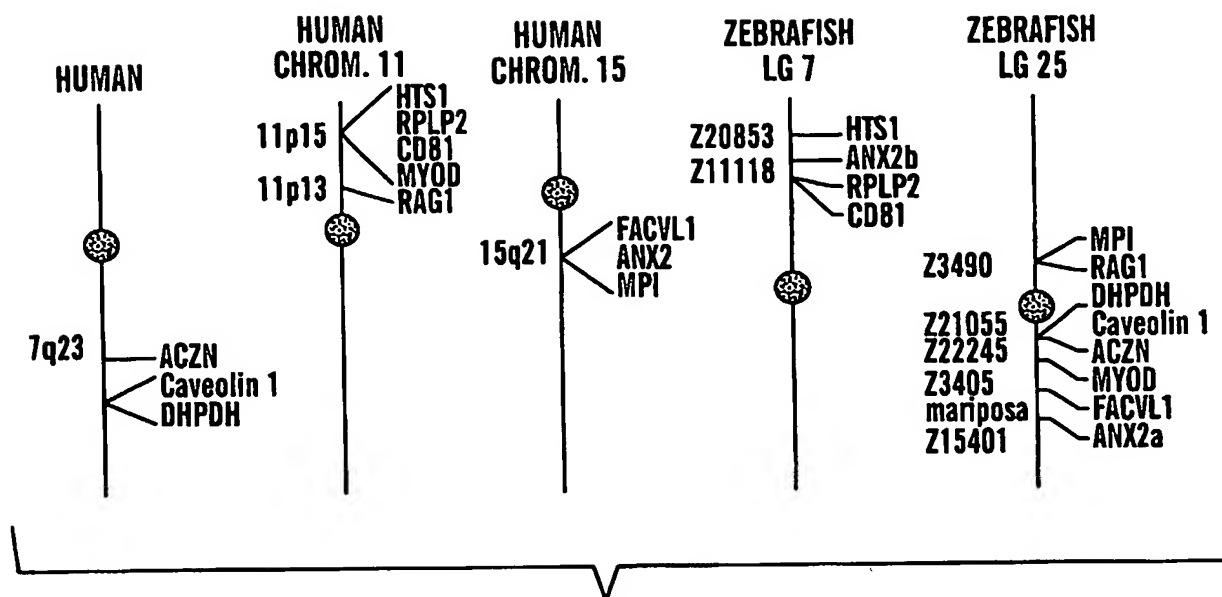 HUMAN
7q23
ACZN
Caveolin 1
DHPDH
HUMAN
CHROM. 11
11p15
11p13
HTS1
RPLP2
CD81
MYOD
RAG1
HUMAN
CHROM. 15
15q21
FACVL1
ANX2
MPI
ZEBRAFISH
LG 7
Z20853
Z11118
HTS1
ANX2b
RPLP2
CD81
ZEBRAFISH
LG 25
Z3490
Z21055
Z22245
Z3405
mariposa
Z15401
MPI
RAG1
DHPDH
Caveolin 1
ACZN
MYOD
FACVL1
ANX2a